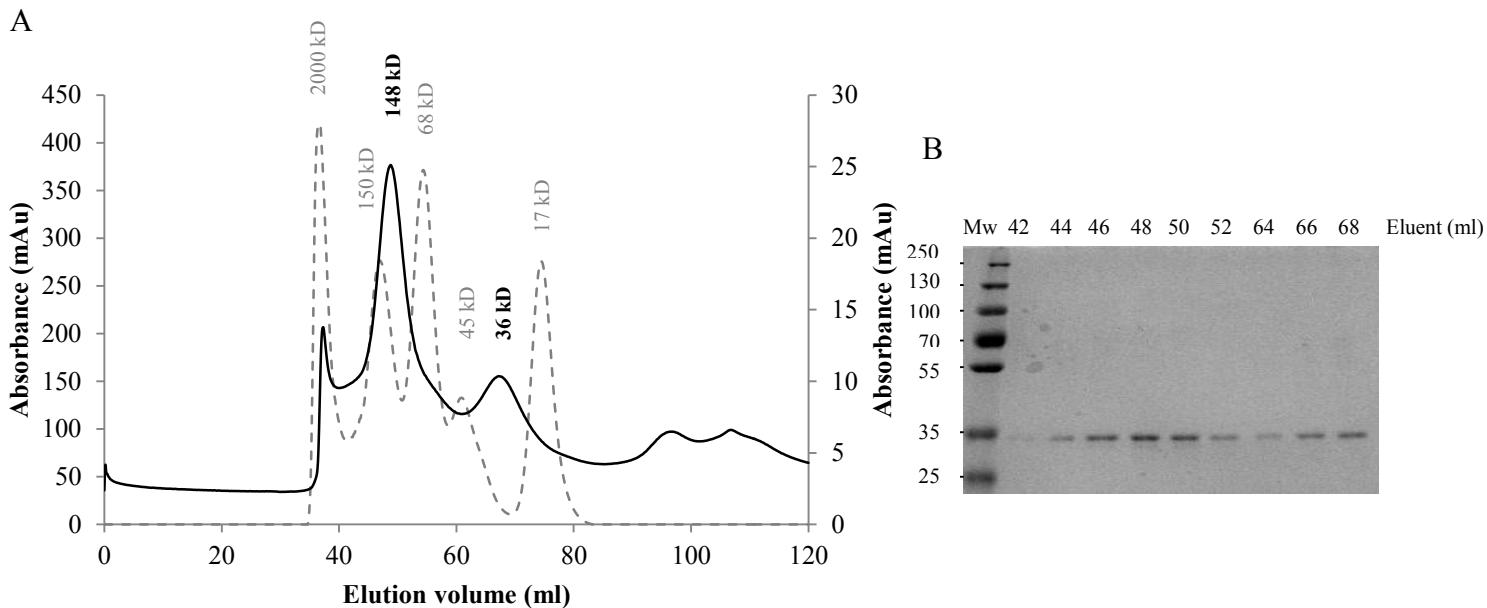 A
2000 kD
148 kD
68 kD
150 kD
17 kD
45 kD
36 kD
450
400
350
300
250
200
150
100
50
0
30
25
20
15
10
5
0
0 20 40 60 80 100 120
Absorbance (mAu)
Absorbance (mAu)
Elution volume (ml)
B
Mw 42 44 46 48 50 52 64 66 68 Eluent (ml)
250
130
100
70
55
35
25